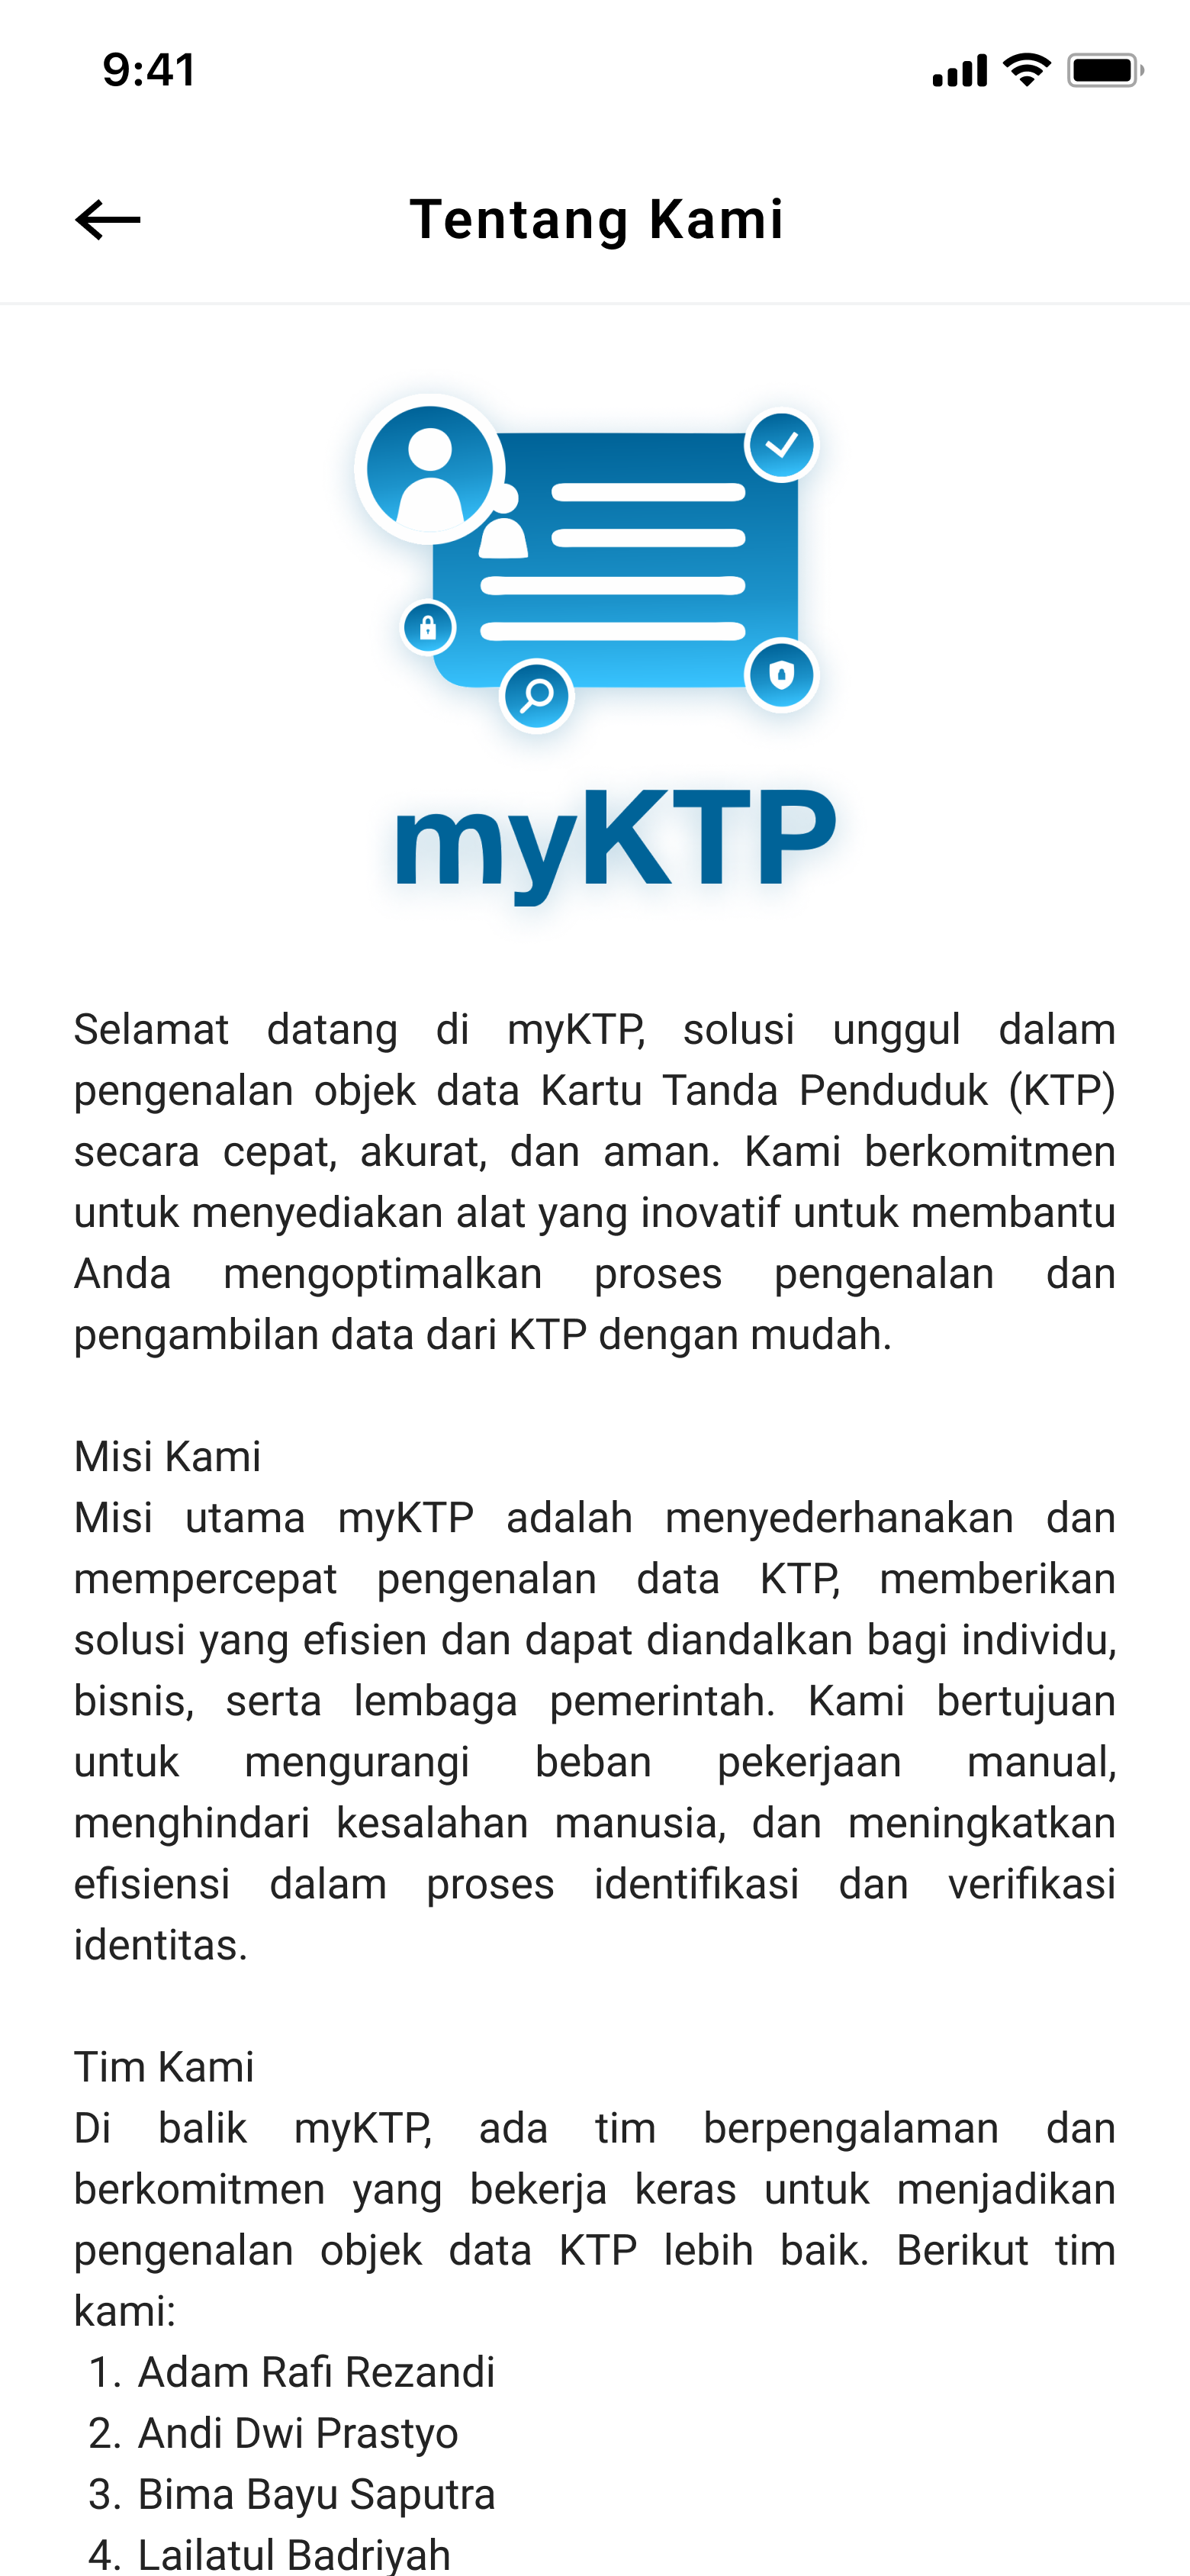 9:41
Tentang Kami
myKTP
Selamat datang di myKTP, solusi unggul dalam
pengenalan objek data Kartu Tanda Penduduk (KTP)
secara cepat, akurat, dan aman. Kami berkomitmen
untuk menyediakan alat yang inovatif untuk membantu
Anda mengoptimalkan proses pengenalan dan
pengambilan data dari KTP dengan mudah.
Misi Kami
Misi utama myKTP adalah menyederhanakan dan
mempercepat pengenalan data KTP, memberikan
solusi yang efisien dan dapat diandalkan bagi individu,
bisnis, serta lembaga pemerintah. Kami bertujuan
untuk mengurangi beban pekerjaan manual,
menghindari kesalahan manusia, dan meningkatkan
efisiensi dalam proses identifikasi dan verifikasi
identitas.
Tim Kami
Di balik myKTP, ada tim berpengalaman dan
berkomitmen yang bekerja keras untuk menjadikan
pengenalan objek data KTP lebih baik. Berikut tim
kami:
1. Adam Rafi Rezandi
2. Andi Dwi Prastyo
3. Bima Bayu Saputra
4. Lailatul Badriyah